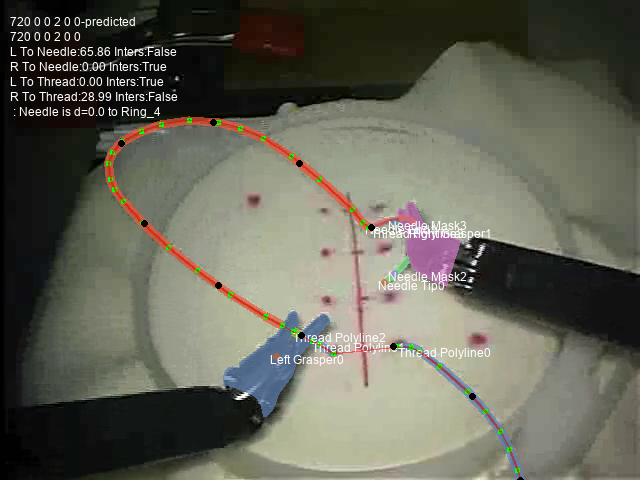 720 0 0 2 0 0-predicted
720 0 0 2 0 0
L To Needle:65.86 Inters:False
R To Needle:0.00 Inters:True
L To Thread:0.00 Inters:True
R To Thread:28.99 Inters:False
: Needle is d=0.0 to Ring_4
Needle Mask3
Needle Mask2
Needle Tip0
Thread Polyline2
Thread Polyline0
Left Grasper0